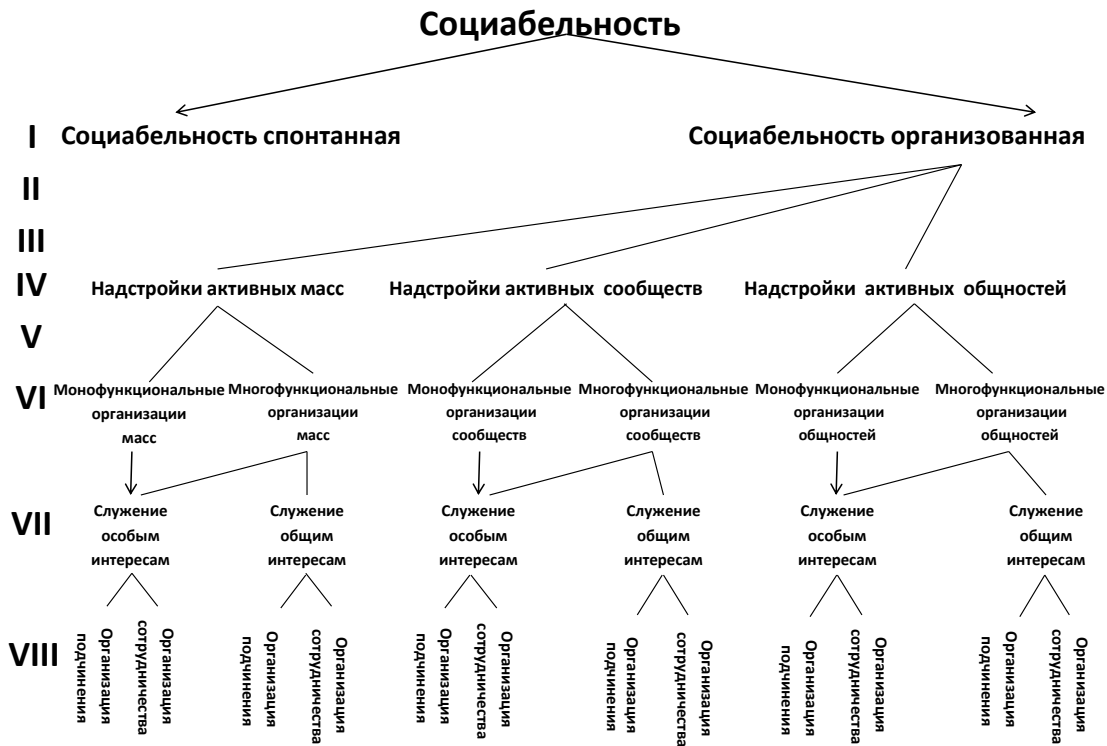 Социабельность
I Социабельность спонтанная Социабельность организованная
II
III
IV Надстройки активных масс Надстройки активных сообществ Надстройки активных общностей
V
VI
Монофункциональные
организации
масс
Многофункциональные
организации
масс
Монофункциональные
организации
сообществ
Многофункциональные
организации
сообществ
Монофункциональные
организации
общностей
Многофункциональные
организации
общностей
VII
Служение
особым
интересам
Служение
общим
интересам
Служение
особым
интересам
Служение
общим
интересам
Служение
особым
интересам
Служение
общим
интересам
VIII
Организация
подчинения
Организация
сотрудничества
Организация
подчинения
Организация
сотрудничества
Организация
подчинения
Организация
сотрудничества
Организация
подчинения
Организация
сотрудничества
Организация
подчинения
Организация
сотрудничества
Организация
подчинения
Организация
сотрудничества